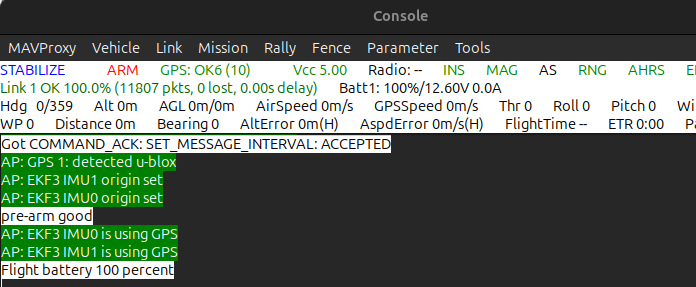 Console
MAVProxy Vehicle Link Mission Rally Fence Parameter Tools
STABILIZE ARM GPS: OK6 (10) Vcc 5.00 Radio: -- INS MAG AS RNG AHRS
Link 1 OK 100.0% (11807 pkts, 0 lost, 0.00s delay) Batt1: 100%/12.60V 0.0A
Hdg 0/359 Alt 0m AGL 0m/0m AirSpeed 0m/s GPSSpeed 0m/s Thr 0 Roll 0 Pitch 0
WP 0 Distance 0m Bearing 0 AltError 0m(H) AspdError 0m/s(H) FlightTime -- ETR 0:00
Got COMMAND_ACK: SET_MESSAGE_INTERVAL: ACCEPTED
AP: GPS 1: detected u-blox
AP: EKF3 IMU1 origin set
AP: EKF3 IMU0 origin set
pre-arm good
AP: EKF3 IMU0 is using GPS
AP: EKF3 IMU1 is using GPS
Flight battery 100 percent